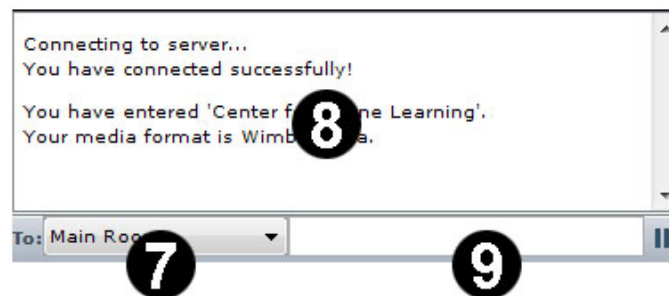 Connecting to server...
You have connected successfully!
You have entered 'Center f ne Learning'.
Your media format is Wimb a.
8
To: Main Roo
7
9